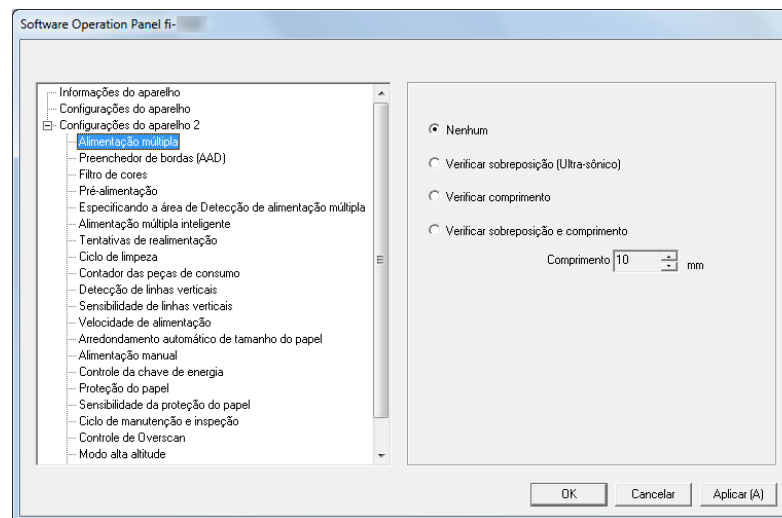 Software Operation Panel fi-
Informações do aparelho
Configurações do aparelho
Configurações do aparelho 2
Alimentação múltipla
Preenchedor de bordas (AAD)
Filtro de cores
Pré-alimentação
Especificando a área de Detecção de alimentação múltipla
Alimentação múltipla inteligente
Tentativas de realimentação
Ciclo de limpeza
Contador das peças de consumo
Detecção de linhas verticais
Sensibilidade de linhas verticais
Velocidade de alimentação
Arredondamento automático de tamanho do papel
Alimentação manual
Controle da chave de energia
Proteção do papel
Sensibilidade da proteção do papel
Ciclo de manutenção e inspeção
Controle de Overscan
Modo alta altitude
Nenhum
Verificar sobreposição (Ultra-sônico)
Verificar comprimento
Verificar sobreposição e comprimento
Comprimento 10 mm
OK Cancelar Aplicar (A)